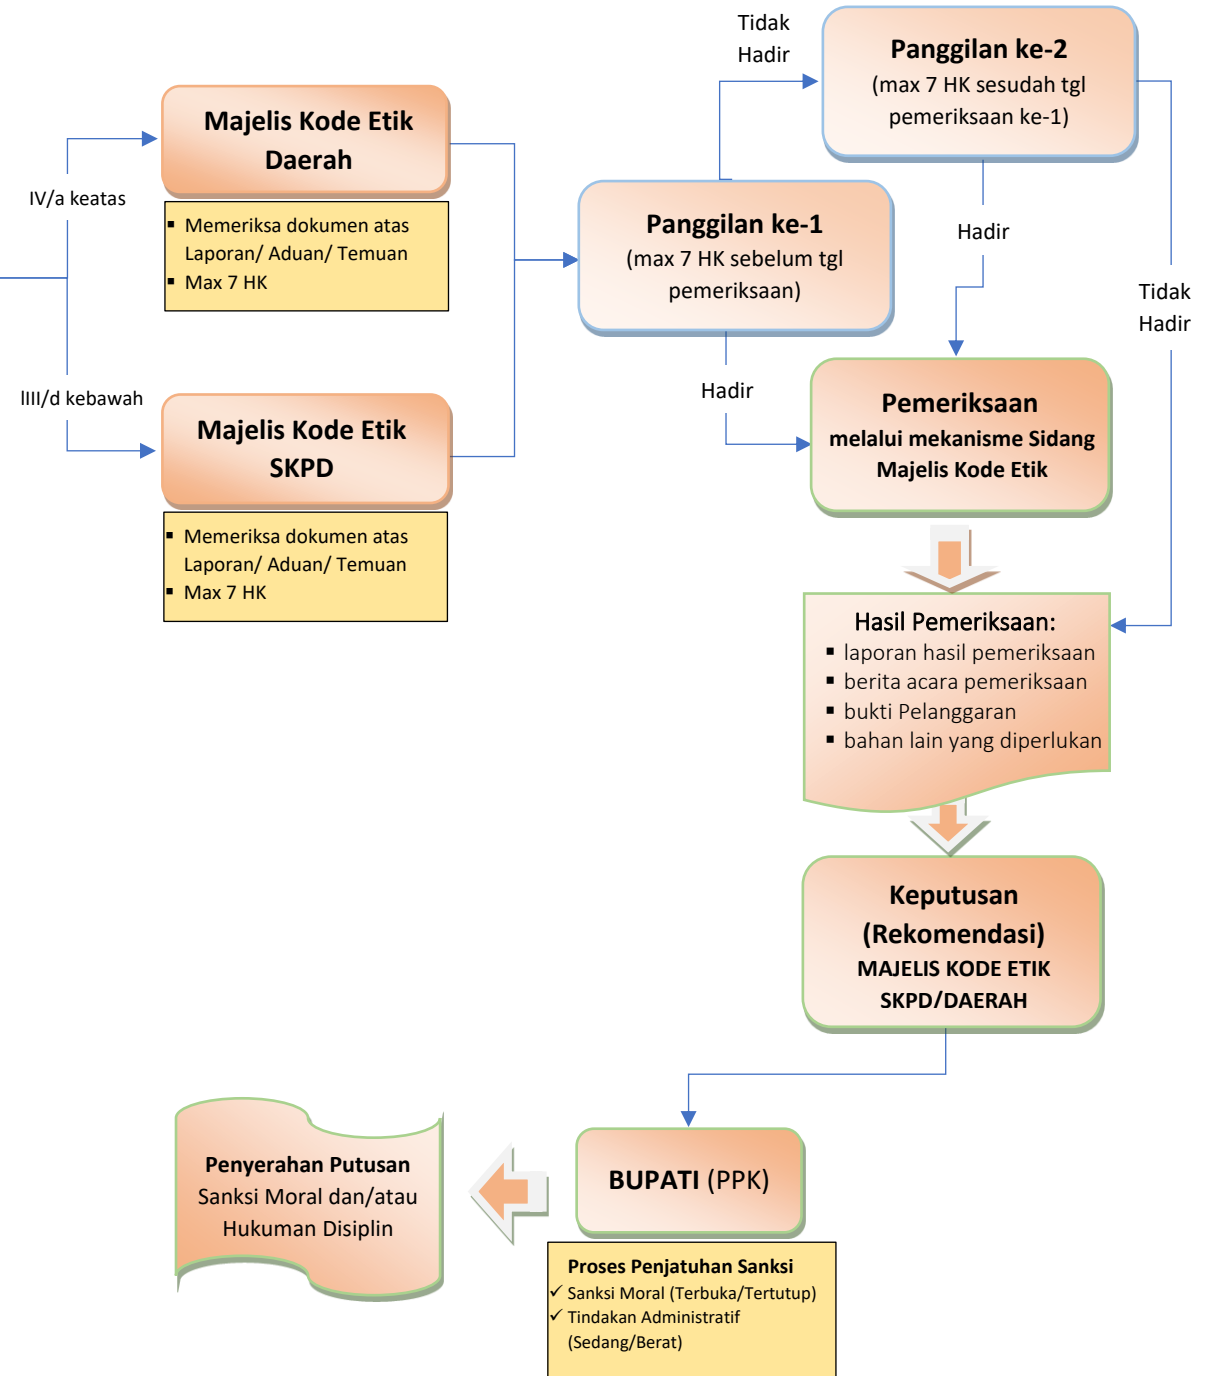 Tidak
Hadir
Panggilan ke-2
(max 7 HK sesudah tgl
pemeriksaan ke-1)
Majelis Kode Etik
Daerah
IV/a keatas
▪ Memeriksa dokumen atas
Laporan/ Aduan/ Temuan
▪ Max 7 HK
Panggilan ke-1
(max 7 HK sebelum tgl
pemeriksaan)
Hadir
Tidak
Hadir
lIII/d kebawah
Majelis Kode Etik
SKPD
▪ Memeriksa dokumen atas
Laporan/ Aduan/ Temuan
▪ Max 7 HK
Hadir
Pemeriksaan
melalui mekanisme Sidang
Majelis Kode Etik
Hasil Pemeriksaan:
▪ laporan hasil pemeriksaan
▪ berita acara pemeriksaan
▪ bukti Pelanggaran
▪ bahan lain yang diperlukan
Keputusan
(Rekomendasi)
MAJELIS KODE ETIK
SKPD/DAERAH
BUPATI (PPK)
Proses Penjatuhan Sanksi
✓ Sanksi Moral (Terbuka/Tertutup)
✓ Tindakan Administratif
(Sedang/Berat)
Penyerahan Putusan
Sanksi Moral dan/atau
Hukuman Disiplin